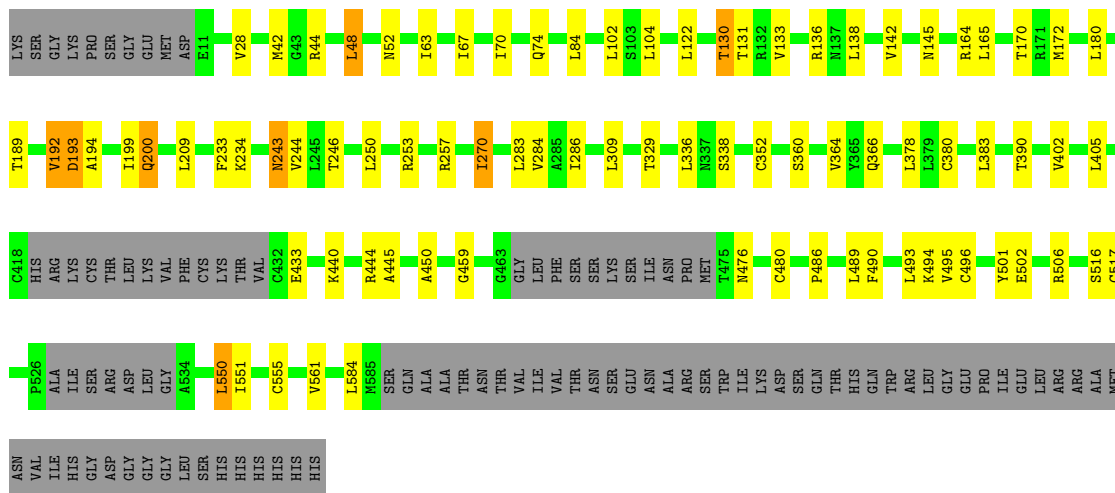 LYS SER GLY LYS PRO SER GLY GLU MET ASP E11 V28 M42 G43 R44 L48 N52 I63 I67 I70 Q74 L84 L102 S103 L104 L122 T130 T131 R132 V133 R136 N137 L138 V142 N145 R164 L165 T170 R171 M172 L180
T189 V192 D193 A194 I199 Q200 L209 F233 K234 N243 V244 L245 T246 L250 R253 R257 I270 L283 V284 A285 I286 L309 T329 L336 N337 S338 C352 S360 V364 Y365 Q366 L378 L379 C380 L383 T390 V402 L405
C418 HIS ARG LYS CYS THR LEU LYS VAL PHE CYS LYS THR VAL C432 E433 K440 R444 A445 A450 G459 G463 GLY LEU PHE SER SER LYS SER ILE ASN PRO MET T475 N476 C480 P486 L489 F490 L493 K494 V495 C496 Y501 E502 R506 S516 G517
P526 ALA ILE SER ARG ASP LEU GLY A534 L550 I551 C555 V561 L584 M585 SER GLN ALA ALA THR ASN THR VAL ILE VAL THR ASN SER GLU ASN ALA ARG SER TRP ILE LYS ASP SER GLN THR HIS GLN TRP ARG LEU GLY GLU PRO ILE GLU LEU ARG ARG ALA MET
ASN VAL ILE HIS GLY ASP GLY GLY GLY LEU SER HIS HIS HIS HIS HIS HIS